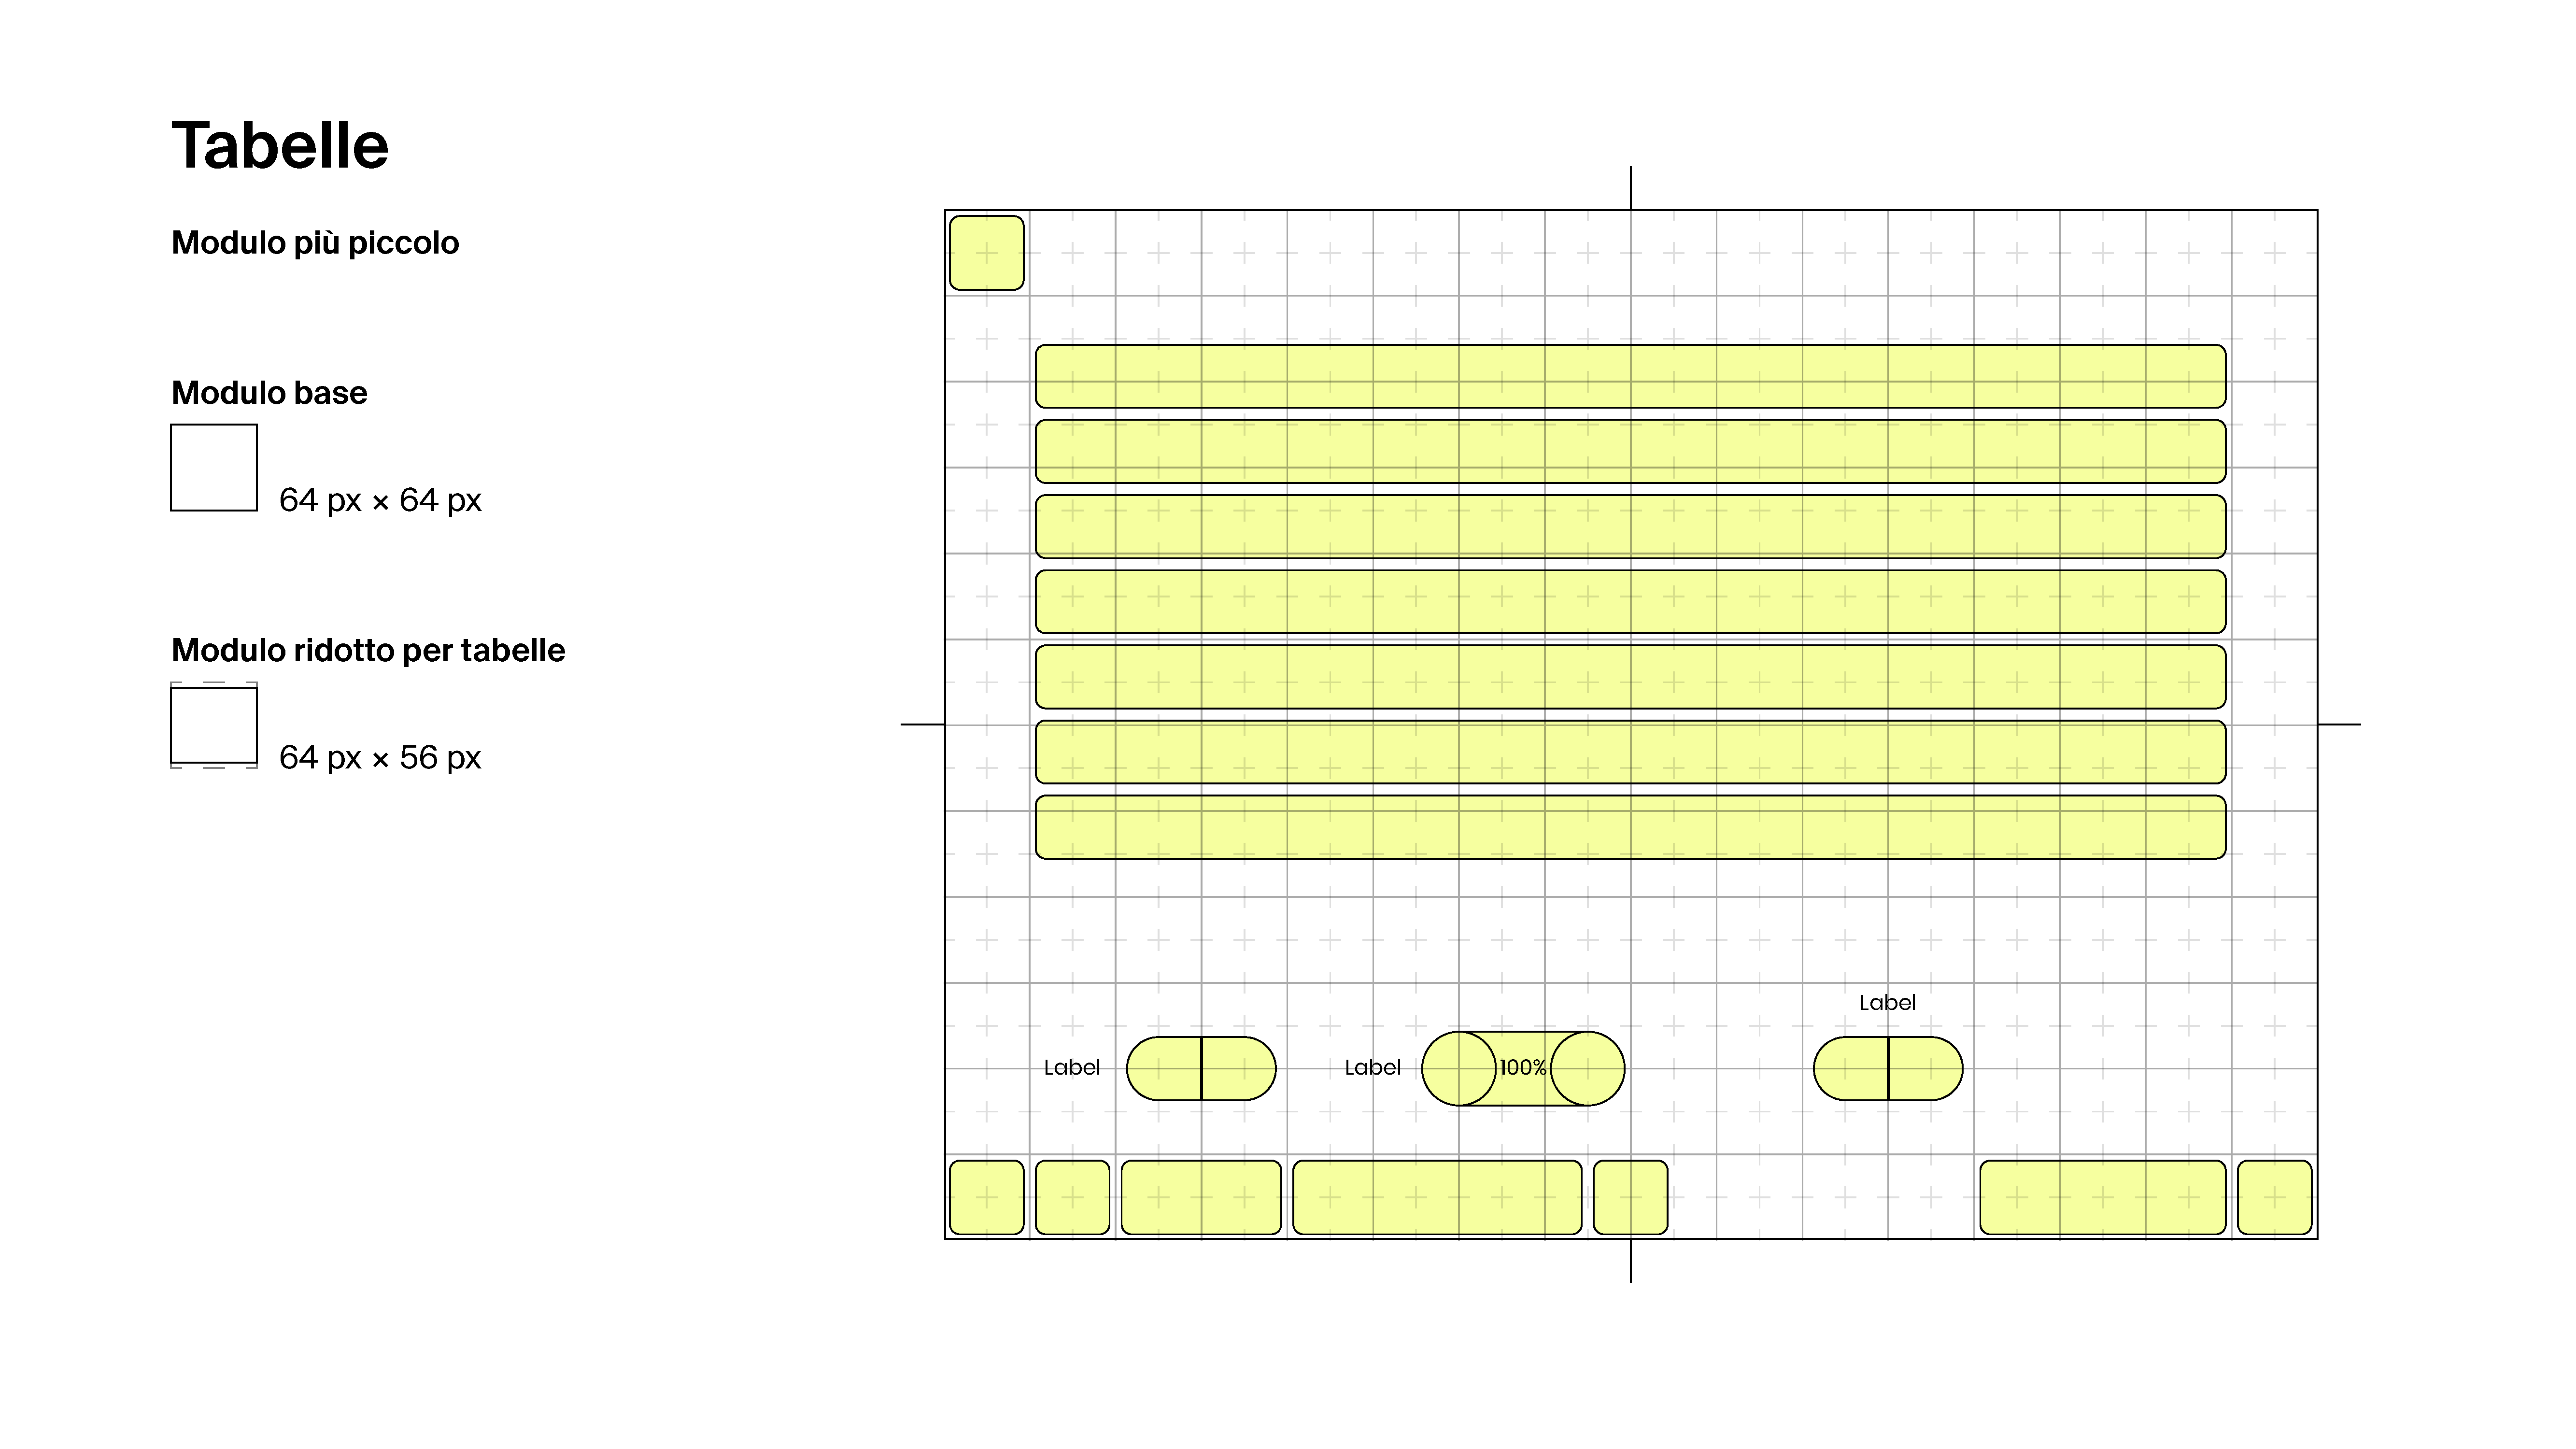 Tabelle
Modulo più piccolo
Modulo base
64 px × 64 px
Modulo ridotto per tabelle
64 px × 56 px
Label
Label
Label
100%